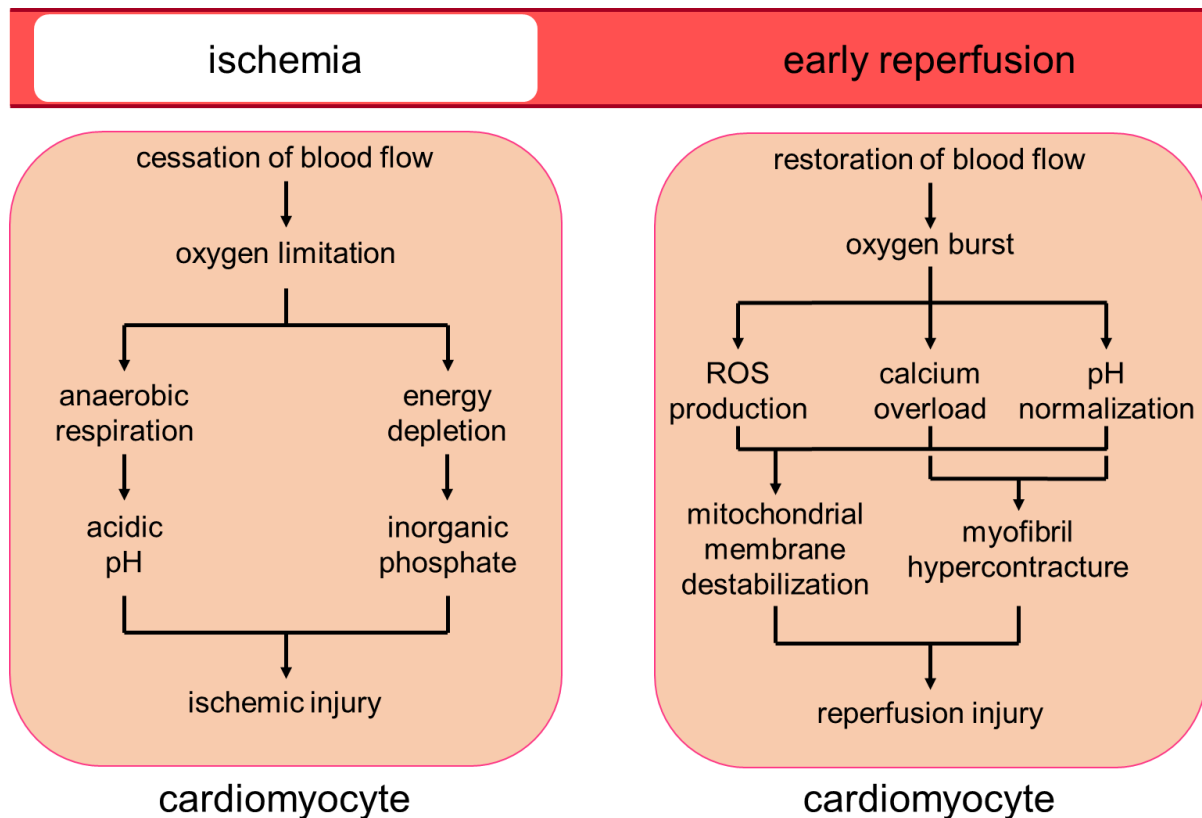 ischemia
early reperfusion
cessation of blood flow
oxygen limitation
anaerobic
respiration
energy
depletion
acidic
pH
inorganic
phosphate
ischemic injury
cardiomyocyte
restoration of blood flow
oxygen burst
ROS
production
calcium
overload
pH
normalization
mitochondrial
membrane
destabilization
myofibril
hypercontracture
reperfusion injury
cardiomyocyte